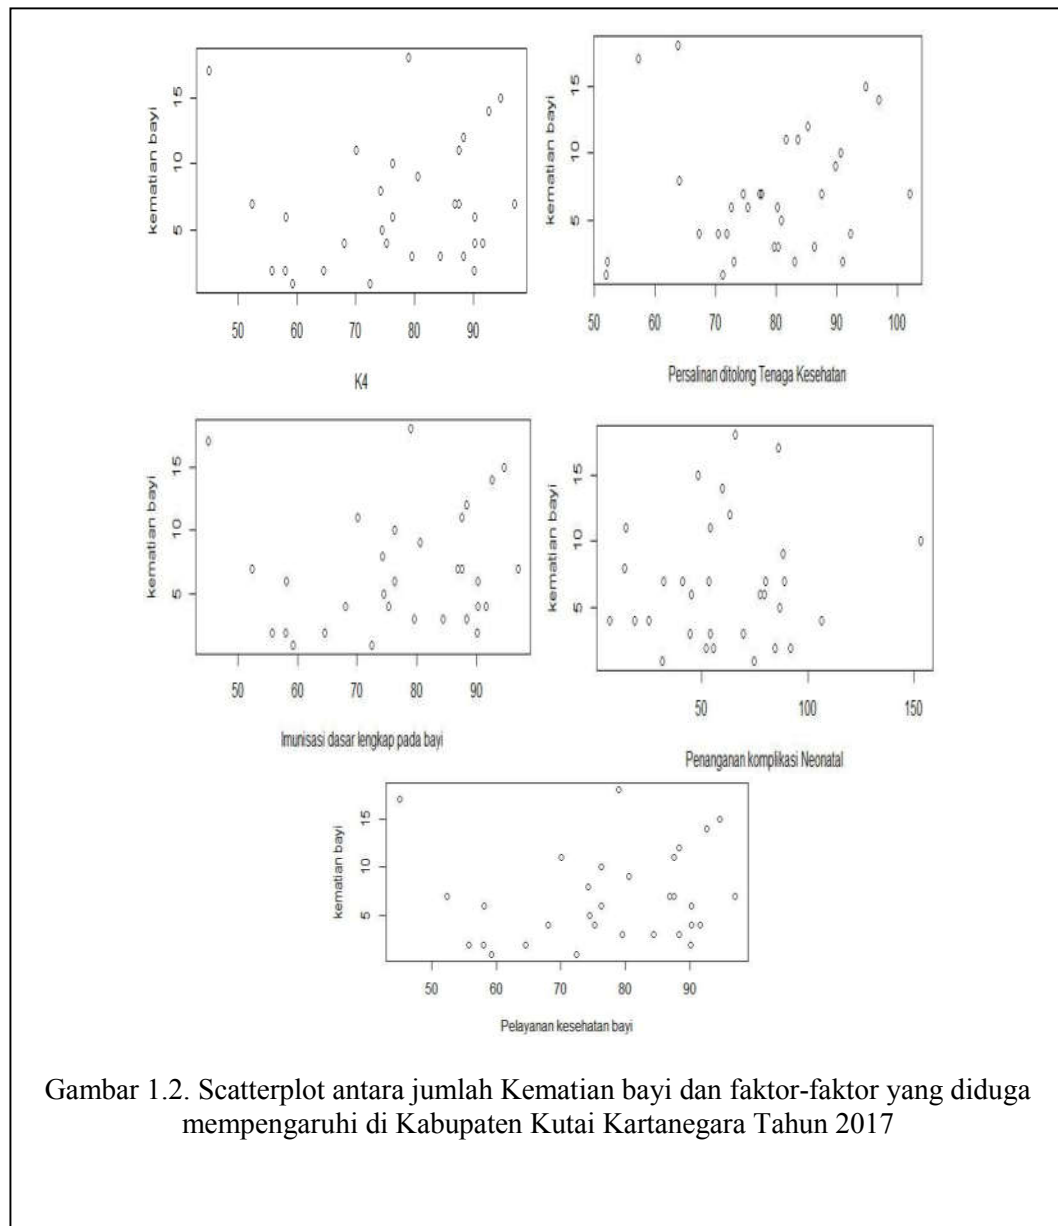 kematian bayi
5 10 15
50 60 70 80 90
K4
kematian bayi
5 10 15
50 60 70 80 90 100
Persalinan ditolong Tenaga Kesehatan
kematian bayi
5 10 15
50 60 70 80 90
Imunisasi dasar lengkap pada bayi
kematian bayi
5 10 15
50 100 150
Penanganan komplikasi Neonatal
kematian bayi
5 10 15
50 60 70 80 90
Pelayanan kesehatan bayi
Gambar 1.2. Scatterplot antara jumlah Kematian bayi dan faktor-faktor yang diduga
mempengaruhi di Kabupaten Kutai Kartanegara Tahun 2017